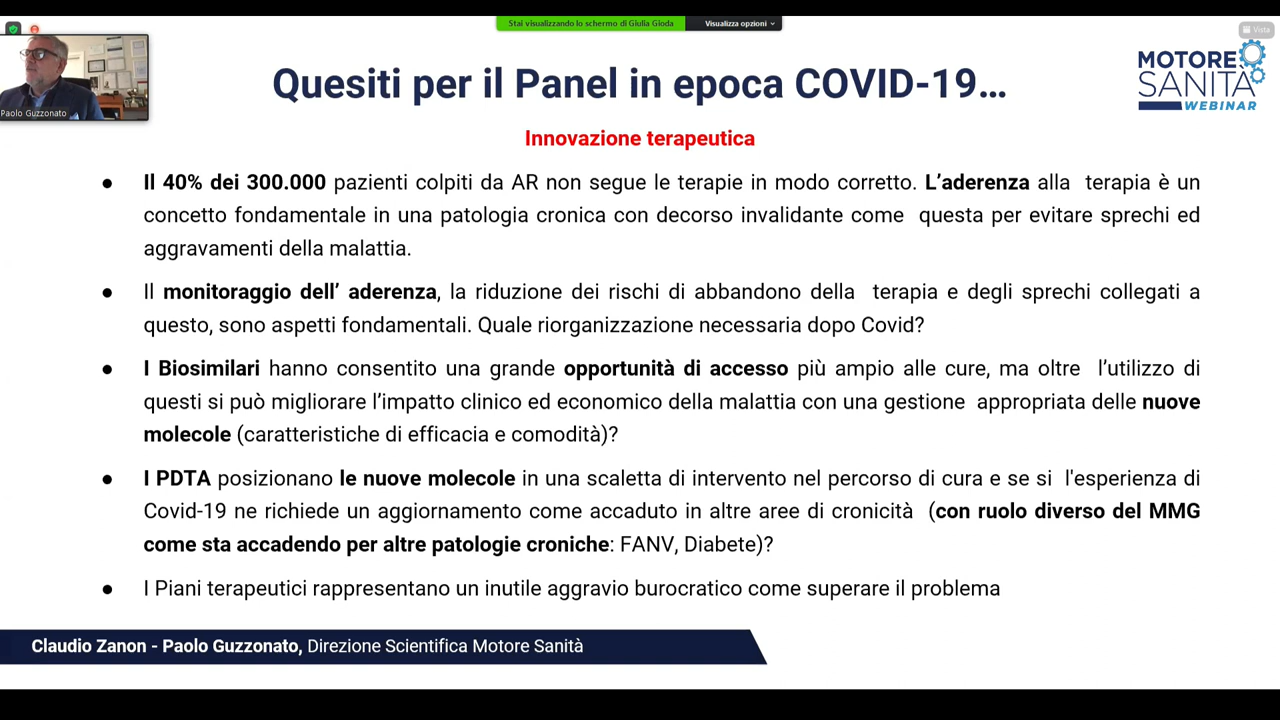 Stai visualizzando lo schermo di Giulia Gioda
Visualizza opzioni
Vista
Paolo Guzzonato
MOTORE
SANITÀ
WEBINAR
Quesiti per il Panel in epoca COVID-19...
Innovazione terapeutica
● Il 40% dei 300.000 pazienti colpiti da AR non segue le terapie in modo corretto. L’aderenza alla terapia è un
concetto fondamentale in una patologia cronica con decorso invalidante come questa per evitare sprechi ed
aggravamenti della malattia.
● Il monitoraggio dell’ aderenza, la riduzione dei rischi di abbandono della terapia e degli sprechi collegati a
questo, sono aspetti fondamentali. Quale riorganizzazione necessaria dopo Covid?
● I Biosimilari hanno consentito una grande opportunità di accesso più ampio alle cure, ma oltre l’utilizzo di
questi si può migliorare l’impatto clinico ed economico della malattia con una gestione appropriata delle nuove
molecole (caratteristiche di efficacia e comodità)?
● I PDTA posizionano le nuove molecole in una scaletta di intervento nel percorso di cura e se si l'esperienza di
Covid-19 ne richiede un aggiornamento come accaduto in altre aree di cronicità (con ruolo diverso del MMG
come sta accadendo per altre patologie croniche: FANV, Diabete)?
● I Piani terapeutici rappresentano un inutile aggravio burocratico come superare il problema
Claudio Zanon - Paolo Guzzonato, Direzione Scientifica Motore Sanità